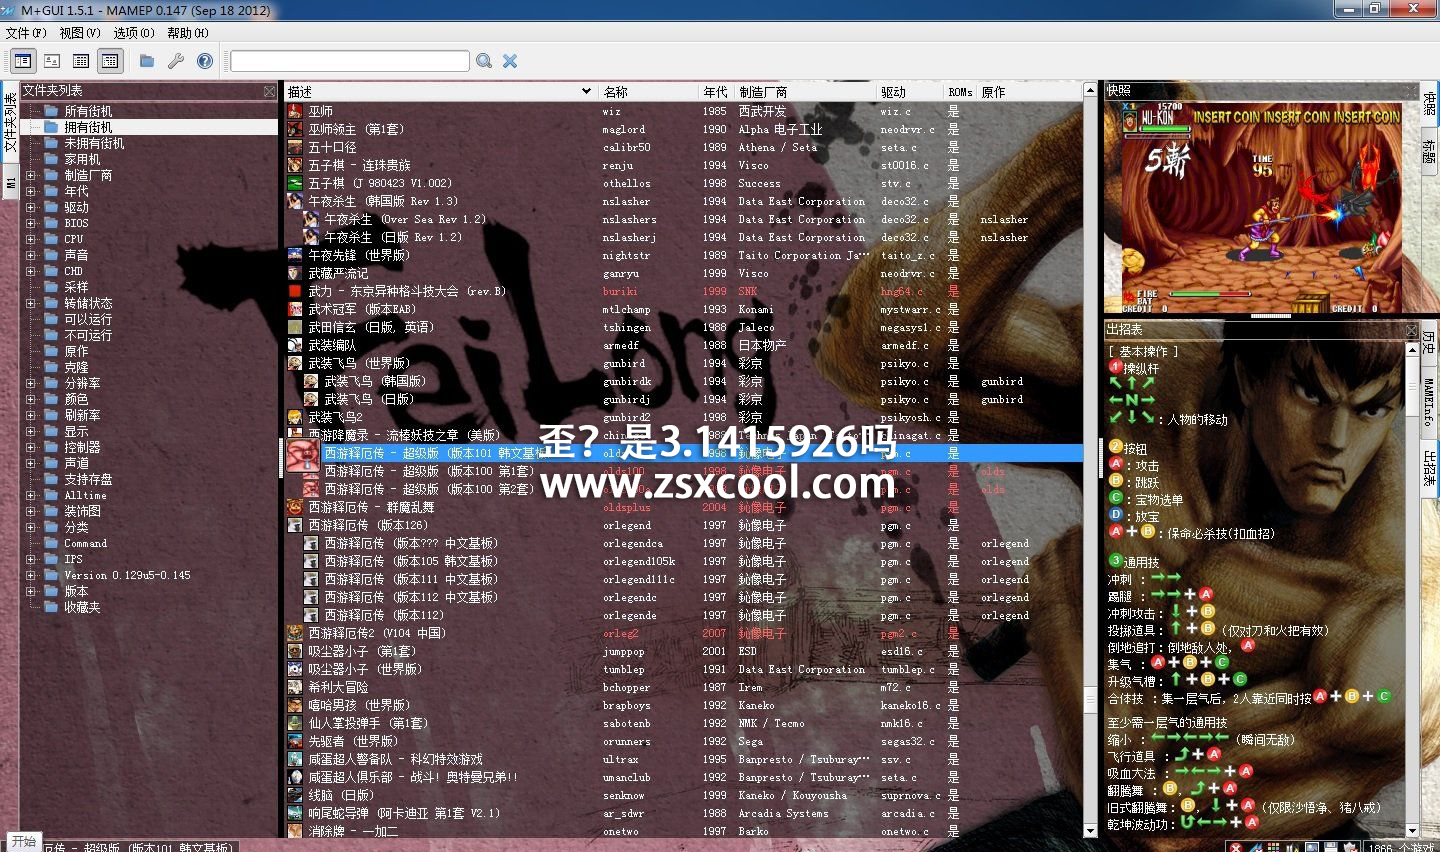 M+GUI 1.5.1 - MAMEP 0.147 (Sep 18 2012)
文件(F) 视图(V) 选项(O) 帮助(H)
文件夹列表
M1
文件夹列表
所有街机
拥有街机
未拥有街机
家用机
制造厂商
年代
驱动
BIOS
CPU
声音
CHD
采样
转储状态
可以运行
不可运行
原作
克隆
分辨率
颜色
刷新率
显示
控制器
声道
支持存盘
Alltime
装饰图
分类
Command
IPS
Version 0.129u5-0.145
版本
收藏夹
描述 名称 年代 制造厂商 驱动 ROMs 原作
巫师 wiz 1985 西武开发 wiz.c 是
巫师领主 (第1套) maglord 1990 Alpha 电子工业 neodrvr.c 是
五十口径 calibr50 1989 Athena / Seta seta.c 是
五子棋 - 连珠贵族 renju 1994 Visco st0016.c 是
五子棋 (J 980423 V1.002) othellos 1998 Success stv.c 是
午夜杀生 (韩国版 Rev 1.3) nslasher 1994 Data East Corporation deco32.c 是
午夜杀生 (Over Sea Rev 1.2) nslashers 1994 Data East Corporation deco32.c 是 nslasher
午夜杀生 (日版 Rev 1.2) nslasherj 1994 Data East Corporation deco32.c 是 nslasher
午夜先锋 (世界版) nightstr 1989 Taito Corporation Ja… taito_z.c 是
武藏严流记 ganryu 1999 Visco neodrvr.c 是
武力 - 东京异种格斗技大会 (rev.B) buriki 1999 SNK hng64.c 是
武术冠军 (版本EAB) mtlchamp 1993 Konami mystwarr.c 是
武田信玄 (日版, 英语) tshingen 1988 Jaleco megasys1.c 是
武装编队 armedf 1988 日本物产 armedf.c 是
武装飞鸟 (世界版) gunbird 1994 彩京 psikyo.c 是
武装飞鸟 (韩国版) gunbirdk 1994 彩京 psikyo.c 是 gunbird
武装飞鸟 (日版) gunbirdj 1994 彩京 psikyo.c 是 gunbird
武装飞鸟2 gunbird2 1998 彩京 psikyosh.c 是
西游降魔录 - 流棒妖技之章 (美版) 1988 是
西游释厄传 - 超级版 (版本101 韩文基板) 1998 pgm.c 是
西游释厄传 - 超级版 (版本100 第1套) olds100 1998 鈊像电子 pgm.c 是 olds
西游释厄传 - 超级版 (版本100 第2套) pgm.c 是 olds
西游释厄传 - 群魔乱舞 oldsplus 2004 鈊像电子 pgm.c 是
西游释厄传 (版本126) orlegend 1997 鈊像电子 pgm.c 是
西游释厄传 (版本??? 中文基板) orlegendca 1997 鈊像电子 pgm.c 是 orlegend
西游释厄传 (版本105 韩文基板) orlegend105k 1997 鈊像电子 pgm.c 是 orlegend
西游释厄传 (版本111 中文基板) orlegend111c 1997 鈊像电子 pgm.c 是 orlegend
西游释厄传 (版本112 中文基板) orlegendc 1997 鈊像电子 pgm.c 是 orlegend
西游释厄传 (版本112) orlegende 1997 鈊像电子 pgm.c 是 orlegend
西游释厄传2 (V104 中国) orleg2 2007 鈊像电子 pgm2.c 是
吸尘器小子 (第1套) jumppop 2001 ESD esd16.c 是
吸尘器小子 (世界版) tumblep 1991 Data East Corporation tumblep.c 是
希利大冒险 bchopper 1987 Irem m72.c 是
嘻哈男孩 (世界版) brapboys 1992 Kaneko kaneko16.c 是
仙人掌投弹手 (第1套) sabotenb 1992 NMK / Tecmo nmk16.c 是
先驱者 (世界版) orunners 1992 Sega segas32.c 是
咸蛋超人警备队 - 科幻特效游戏 ultrax 1995 Banpresto / Tsuburay… ssv.c 是
咸蛋超人俱乐部 - 战斗! 奥特曼兄弟!! umanclub 1992 Banpresto / Tsuburay… seta.c 是
线脑 (日版) senknow 1999 Kaneko / Kouyousha suprnova.c 是
响尾蛇导弹 (阿卡迪亚 第1套 V2.1) ar_sdwr 1988 Arcadia Systems arcadia.c 是
消除牌 - 一加二 onetwo 1997 Barko onetwo.c 是
TaiLong
歪？是3.1415926吗
www.zsxcool.com
快照
快照
标题
X1 15700
WU-KON INSERT COIN INSERT COIN INSERT COIN
5斬
TIME
95
FIRE
BAT
CREDIT 0 CREDIT 0
出招表
历史
MAMEInfo
出招表
[ 基本操作 ]
1操纵杆
← N →
：人物的移动
2按钮
A：攻击
B：跳跃
C：宝物选单
D：放宝
A+B：保命必杀技(扣血招)
3通用技
冲刺 ：→→
踢腿 ：→→+A
冲刺攻击：↓+B
投掷道具：↑+B (仅对刀和火把有效)
倒地追打：倒地敌人处，A
集气 ：A+B+C
升级气槽：↑+B+C
合体技 ：集一层气后，2人靠近同时按A+B+C
至少需一层气的通用技
缩小 ：←→←→← (瞬间无敌)
飞行道具 ：+A
吸血大法 ：→←→+A
翻腾舞：B，+A
旧式翻腾舞：B，↓+A (仅限沙悟净、猪八戒)
乾坤波动功：←→+A
开始
厄传 - 超级版 (版本101 韩文基板)
1866 个游戏